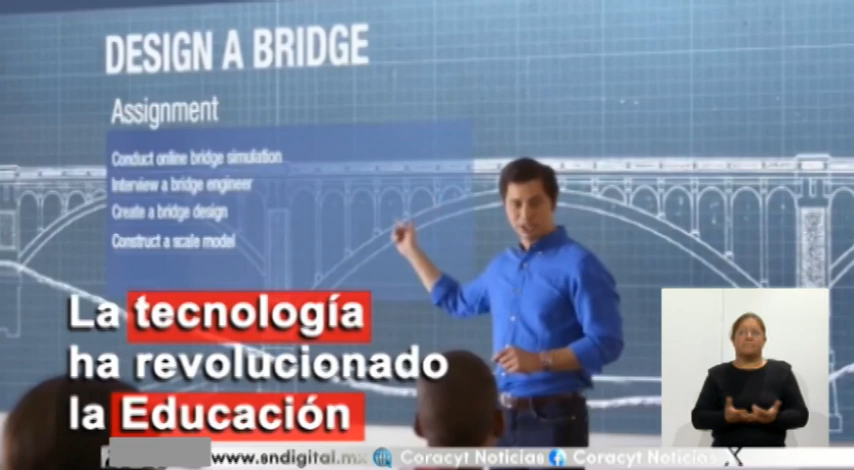 DESIGN A BRIDGE
Assignment
Conduct online bridge simulation
Interview a bridge engineer
Create a bridge design
Construct a scale model
La tecnología
ha revolucionado
la Educación
www.sndigital.mx Coracyt Noticias Coracyt Noticias X